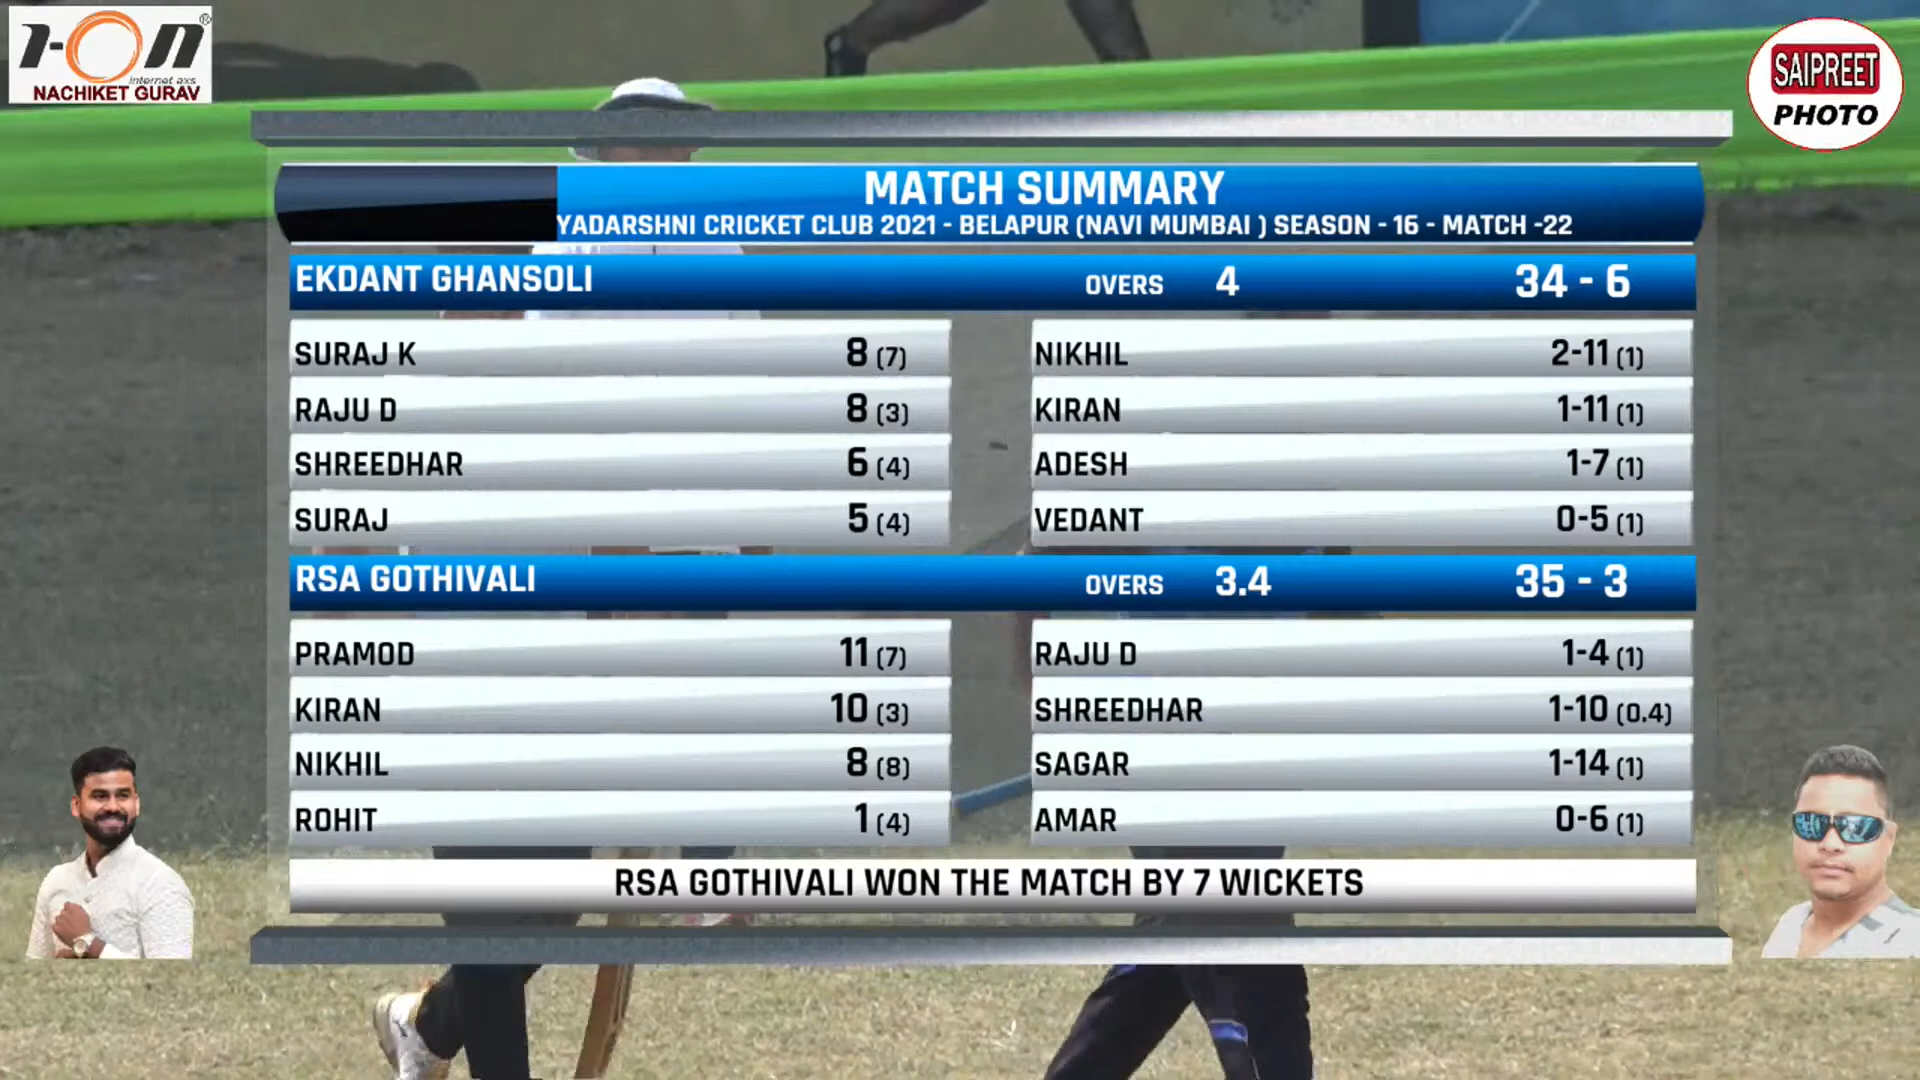 1-ON®
internet axs
NACHIKET GURAV
SAIPREET
PHOTO
MATCH SUMMARY
YADARSHNI CRICKET CLUB 2021 - BELAPUR (NAVI MUMBAI ) SEASON - 16 - MATCH -22
EKDANT GHANSOLI OVERS 4 34 - 6
SURAJ K 8 (7) NIKHIL 2-11 (1)
RAJU D 8 (3) KIRAN 1-11 (1)
SHREEDHAR 6 (4) ADESH 1-7 (1)
SURAJ 5 (4) VEDANT 0-5 (1)
RSA GOTHIVALI OVERS 3.4 35 - 3
PRAMOD 11 (7) RAJU D 1-4 (1)
KIRAN 10 (3) SHREEDHAR 1-10 (0.4)
NIKHIL 8 (8) SAGAR 1-14 (1)
ROHIT 1 (4) AMAR 0-6 (1)
RSA GOTHIVALI WON THE MATCH BY 7 WICKETS